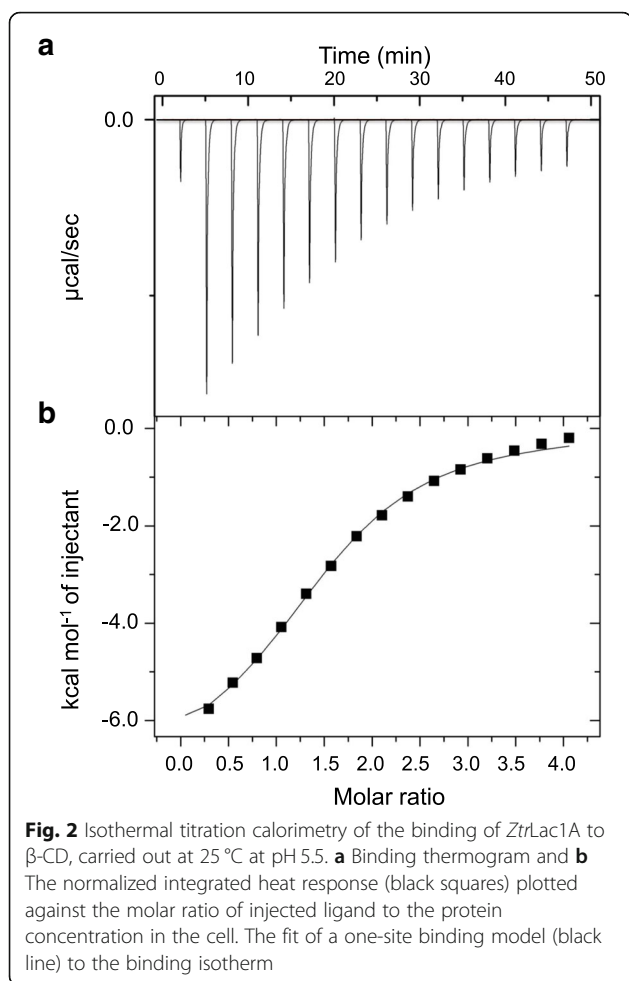 a
Time (min)
0 10 20 30 40 50
0.0
μcal/sec
b
0.0
-2.0
-4.0
-6.0
kcal mol⁻¹ of injectant
0.0 0.5 1.0 1.5 2.0 2.5 3.0 3.5 4.0
Molar ratio
Fig. 2 Isothermal titration calorimetry of the binding of ZtrLac1A to
β-CD, carried out at 25 °C at pH 5.5. a Binding thermogram and b
The normalized integrated heat response (black squares) plotted
against the molar ratio of injected ligand to the protein
concentration in the cell. The fit of a one-site binding model (black
line) to the binding isotherm